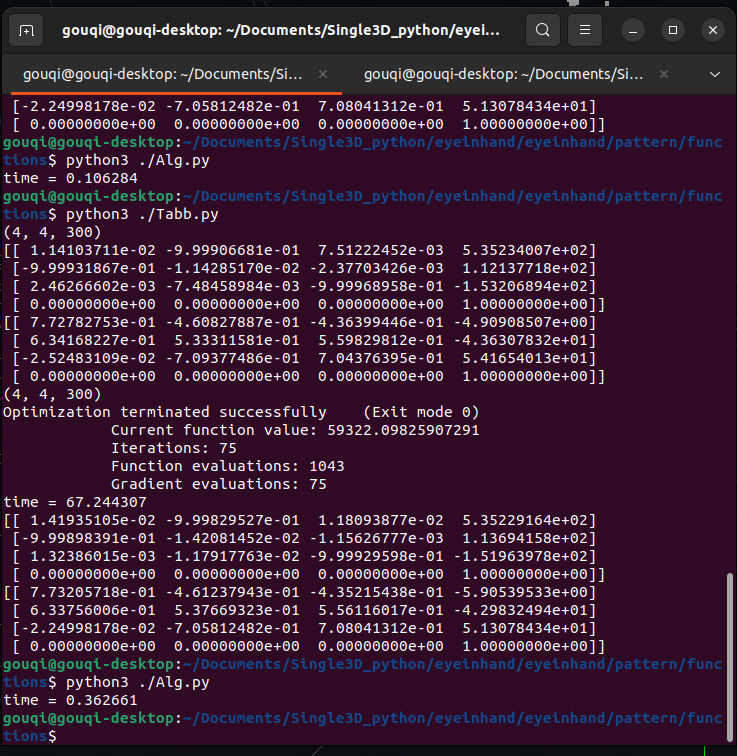 gouqi@gouqi-desktop: ~/Documents/Single3D_python/eyei...
gouqi@gouqi-desktop: ~/Documents/Si... × gouqi@gouqi-desktop: ~/Documents/Si... ×
[-2.24998178e-02 -7.05812482e-01  7.08041312e-01  5.13078434e+01]
[ 0.00000000e+00  0.00000000e+00  0.00000000e+00  1.00000000e+00]]
gouqi@gouqi-desktop:~/Documents/Single3D_python/eyeinhand/eyeinhand/pattern/func
tions$ python3 ./Alg.py
time = 0.106284
gouqi@gouqi-desktop:~/Documents/Single3D_python/eyeinhand/eyeinhand/pattern/func
tions$ python3 ./Tabb.py
(4, 4, 300)
[[ 1.14103711e-02 -9.99906681e-01  7.51222452e-03  5.35234007e+02]
[-9.99931867e-01 -1.14285170e-02 -2.37703426e-03  1.12137718e+02]
[ 2.46266602e-03 -7.48458984e-03 -9.99968958e-01 -1.53206894e+02]
[ 0.00000000e+00  0.00000000e+00  0.00000000e+00  1.00000000e+00]]
[[ 7.72782753e-01 -4.60827887e-01 -4.36399446e-01 -4.90908507e+00]
[ 6.34168227e-01  5.33311581e-01  5.59829812e-01 -4.36307832e+01]
[-2.52483109e-02 -7.09377486e-01  7.04376395e-01  5.41654013e+01]
[ 0.00000000e+00  0.00000000e+00  0.00000000e+00  1.00000000e+00]]
(4, 4, 300)
Optimization terminated successfully    (Exit mode 0)
Current function value: 59322.09825907291
Iterations: 75
Function evaluations: 1043
Gradient evaluations: 75
time = 67.244307
[[ 1.41935105e-02 -9.99829527e-01  1.18093877e-02  5.35229164e+02]
[-9.99898391e-01 -1.42081452e-02 -1.15626777e-03  1.13694158e+02]
[ 1.32386015e-03 -1.17917763e-02 -9.99929598e-01 -1.51963978e+02]
[ 0.00000000e+00  0.00000000e+00  0.00000000e+00  1.00000000e+00]]
[[ 7.73205718e-01 -4.61237943e-01 -4.35215438e-01 -5.90539533e+00]
[ 6.33756006e-01  5.37669323e-01  5.56116017e-01 -4.29832494e+01]
[-2.24998178e-02 -7.05812482e-01  7.08041312e-01  5.13078434e+01]
[ 0.00000000e+00  0.00000000e+00  0.00000000e+00  1.00000000e+00]]
gouqi@gouqi-desktop:~/Documents/Single3D_python/eyeinhand/eyeinhand/pattern/func
tions$ python3 ./Alg.py
time = 0.362661
gouqi@gouqi-desktop:~/Documents/Single3D_python/eyeinhand/eyeinhand/pattern/func
tions$